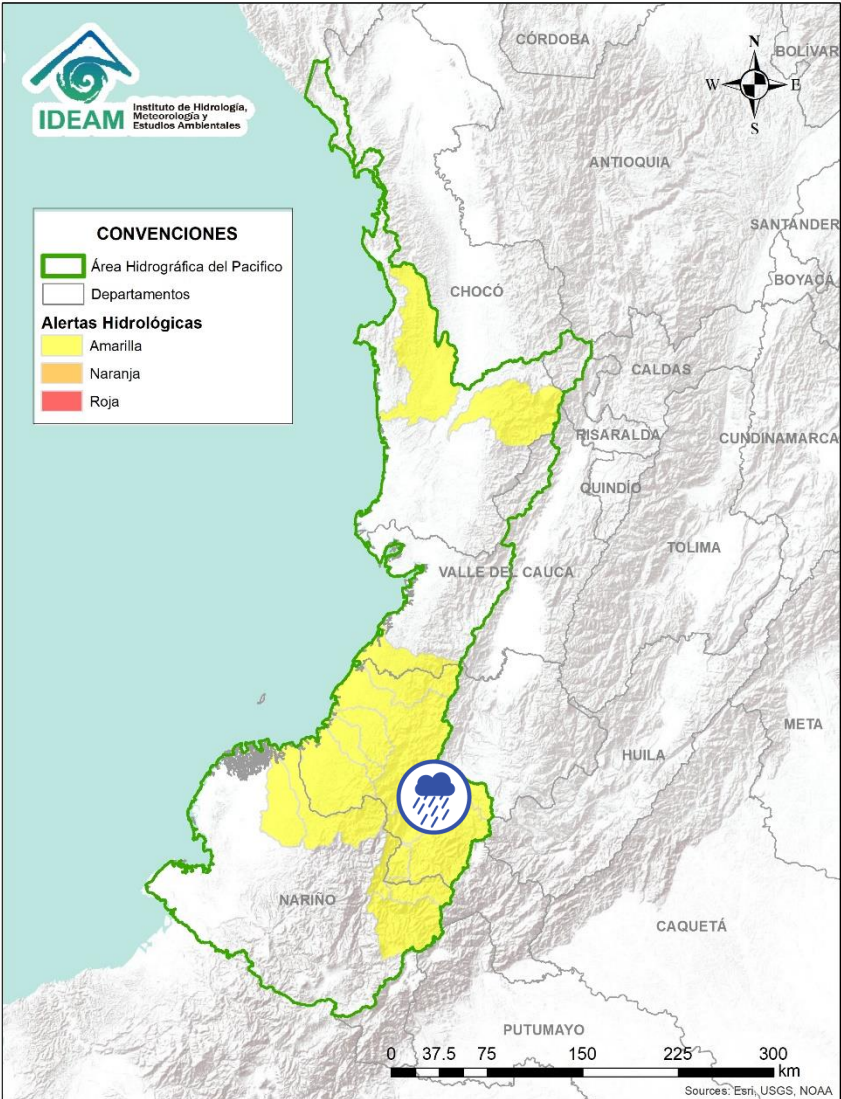 IDEAM
Instituto de Hidrología,
Meteorología y
Estudios Ambientales
CONVENCIONES
Área Hidrográfica del Pacifico
Departamentos
Alertas Hidrológicas
Amarilla
Naranja
Roja
N
W
E
S
CÓRDOBA
BOLÍVAR
ANTIOQUIA
SANTANDER
BOYACÁ
CHOCÓ
CALDAS
RISARALDA
CUNDINAMARCA
QUINDÍO
TOLIMA
VALLE DEL CAUCA
META
HUILA
NARIÑO
CAQUETÁ
PUTUMAYO
0 37.5 75 150 225 300
km
Sources: Esri, USGS, NOAA